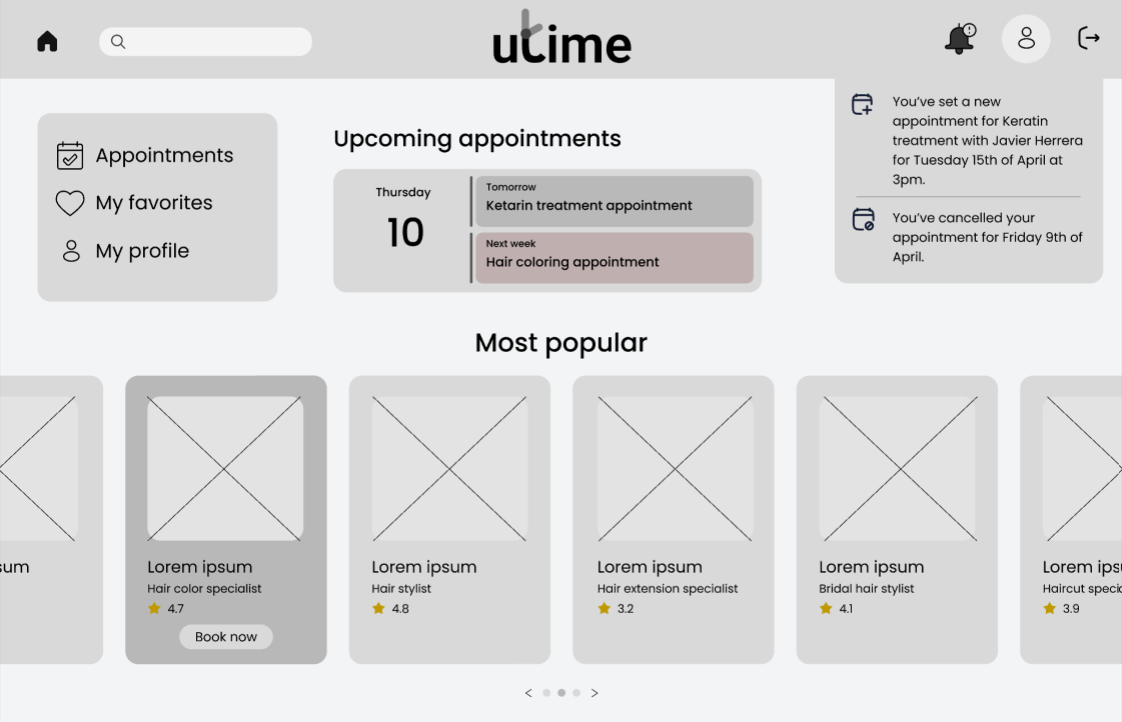 utime
You've set a new
appointment for Keratin
treatment with Javier Herrera
for Tuesday 15th of April at
3pm.
You've cancelled your
appointment for Friday 9th of
April.
Appointments
My favorites
My profile
Upcoming appointments
Thursday
10
Tomorrow
Ketarin treatment appointment
Next week
Hair coloring appointment
Most popular
sum
Lorem ipsum
Hair color specialist
4.7
Book now
Lorem ipsum
Hair stylist
4.8
Lorem ipsum
Hair extension specialist
3.2
Lorem ipsum
Bridal hair stylist
4.1
Lorem ips
Haircut speci
3.9
< >